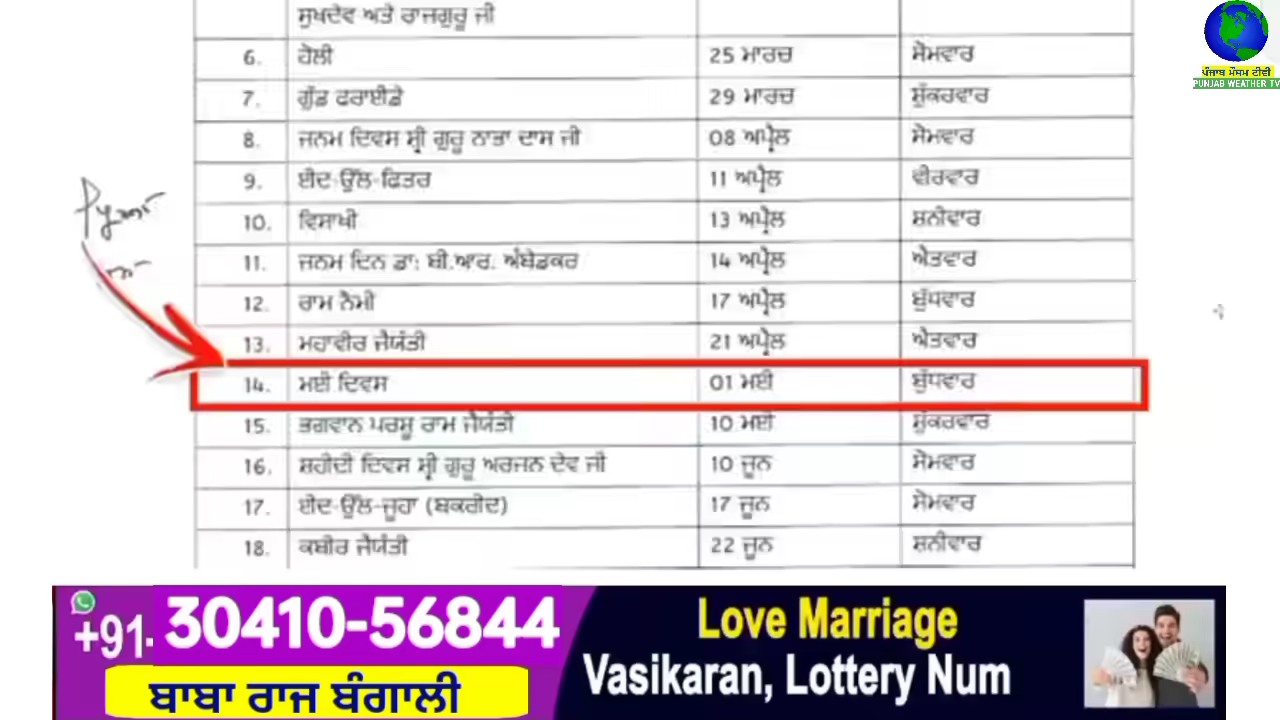 ਸੁਖਦੇਵ ਅਤੇ ਰਾਜਗੁਰੂ ਜੀ
6. ਹੋਲੀ 25 ਮਾਰਚ ਸੋਮਵਾਰ
7. ਗੁੱਡ ਫਰਾਈਡੇ 29 ਮਾਰਚ ਸ਼ੁੱਕਰਵਾਰ
8. ਜਨਮ ਦਿਵਸ ਸ਼੍ਰੀ ਗੁਰੂ ਨਾਭਾ ਦਾਸ ਜੀ 08 ਅਪ੍ਰੈਲ ਸੋਮਵਾਰ
9. ਈਦ-ਉੱਲ-ਫਿਤਰ 11 ਅਪ੍ਰੈਲ ਵੀਰਵਾਰ
10. ਵਿਸਾਖੀ 13 ਅਪ੍ਰੈਲ ਸ਼ਨੀਵਾਰ
11. ਜਨਮ ਦਿਨ ਡਾ: ਬੀ.ਆਰ. ਅੰਬੇਡਕਰ 14 ਅਪ੍ਰੈਲ ਐਤਵਾਰ
12. ਰਾਮ ਨੌਮੀ 17 ਅਪ੍ਰੈਲ ਬੁੱਧਵਾਰ
13. ਮਹਾਵੀਰ ਜੈਯੰਤੀ 21 ਅਪ੍ਰੈਲ ਐਤਵਾਰ
14. ਮਈ ਦਿਵਸ 01 ਮਈ ਬੁੱਧਵਾਰ
15. ਭਗਵਾਨ ਪਰਸ਼ੂ ਰਾਮ ਜੈਯੰਤੀ 10 ਮਈ ਸ਼ੁੱਕਰਵਾਰ
16. ਸ਼ਹੀਦੀ ਦਿਵਸ ਸ਼੍ਰੀ ਗੁਰੂ ਅਰਜਨ ਦੇਵ ਜੀ 10 ਜੂਨ ਸੋਮਵਾਰ
17. ਈਦ-ਉੱਲ-ਜੂਹਾ (ਬਕਰੀਦ) 17 ਜੂਨ ਸੋਮਵਾਰ
18. ਕਬੀਰ ਜੈਯੰਤੀ 22 ਜੂਨ ਸ਼ਨੀਵਾਰ
ਪੰਜਾਬ ਮੌਸਮ ਟੀਵੀ
PUNJAB WEATHER TV
+91. 30410-56844
ਬਾਬਾ ਰਾਜ ਬੰਗਾਲੀ
Love Marriage
Vasikaran, Lottery Num